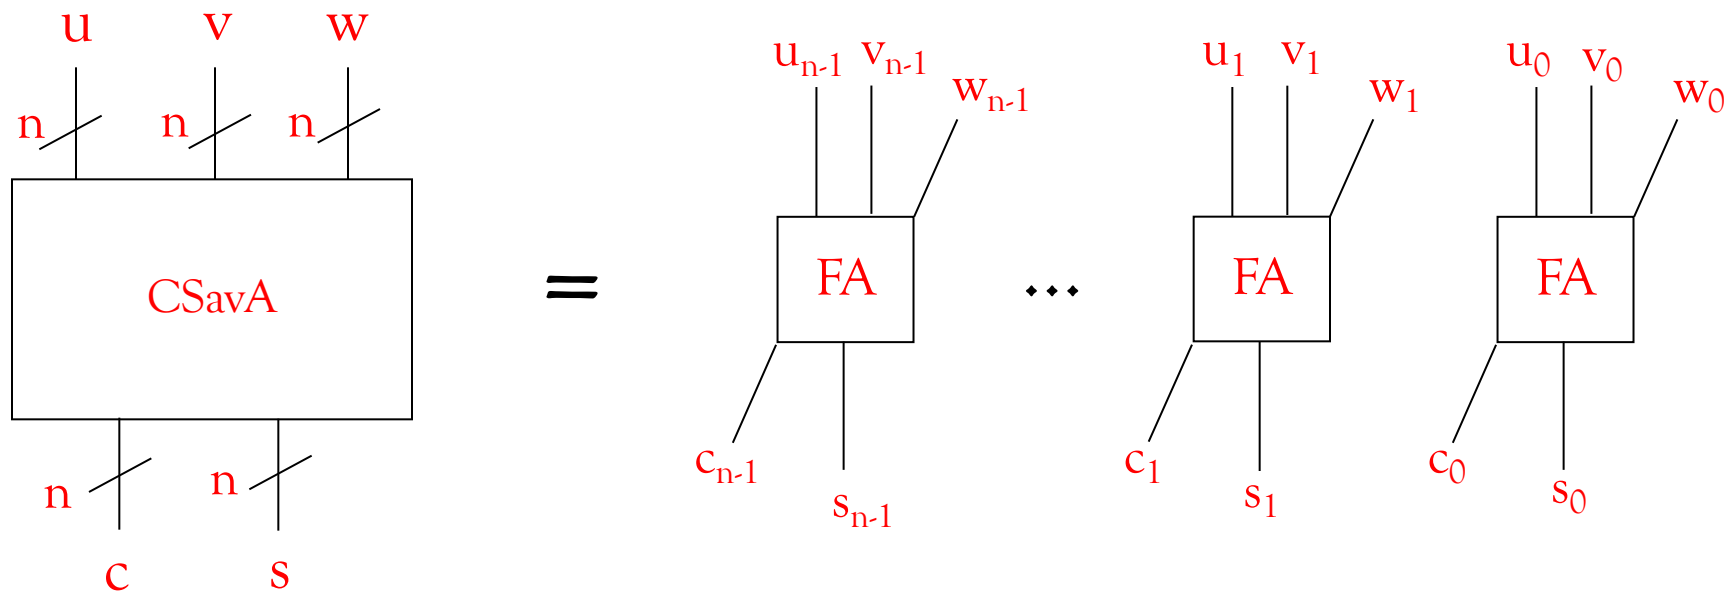 u v w
n n n
CSavA
n n
c s
=
uₙ₋₁ vₙ₋₁ wₙ₋₁
FA
cₙ₋₁ sₙ₋₁
...
u₁ v₁ w₁
FA
c₁ s₁
u₀ v₀ w₀
FA
c₀ s₀